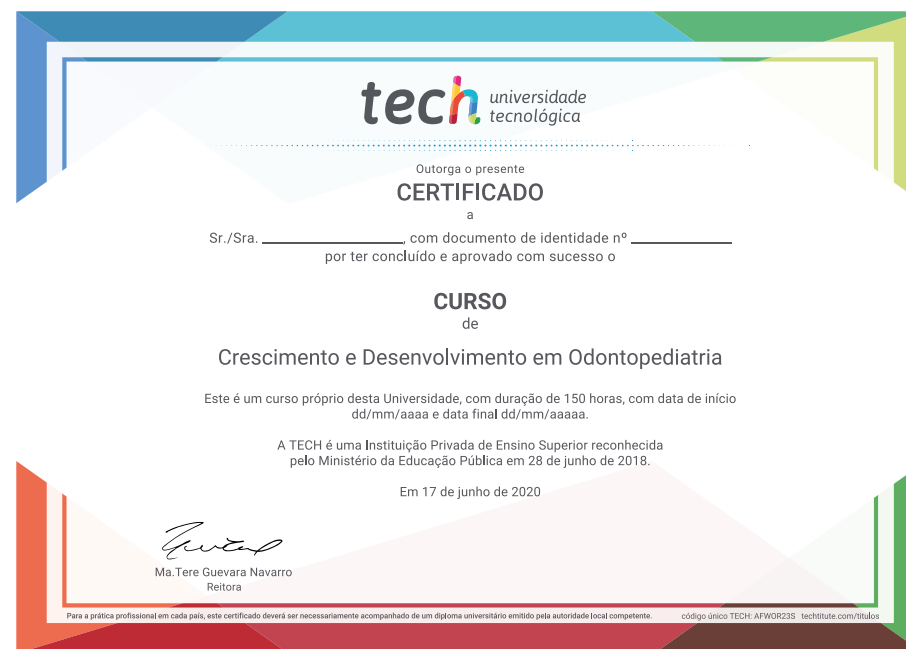 tech universidade
tecnológica
Outorga o presente
CERTIFICADO
a
Sr./Sra. ________________, com documento de identidade nº ____________
por ter concluído e aprovado com sucesso o
CURSO
de
Crescimento e Desenvolvimento em Odontopediatria
Este é um curso próprio desta Universidade, com duração de 150 horas, com data de início
dd/mm/aaaa e data final dd/mm/aaaaa.
A TECH é uma Instituição Privada de Ensino Superior reconhecida
pelo Ministério da Educação Pública em 28 de junho de 2018.
Em 17 de junho de 2020
Ma.Tere Guevara Navarro
Reitora
Para a prática profissional em cada país, este certificado deverá ser necessariamente acompanhado de um diploma universitário emitido pela autoridade local competente. código único TECH: AFWOR23S techtitute.com/titulos